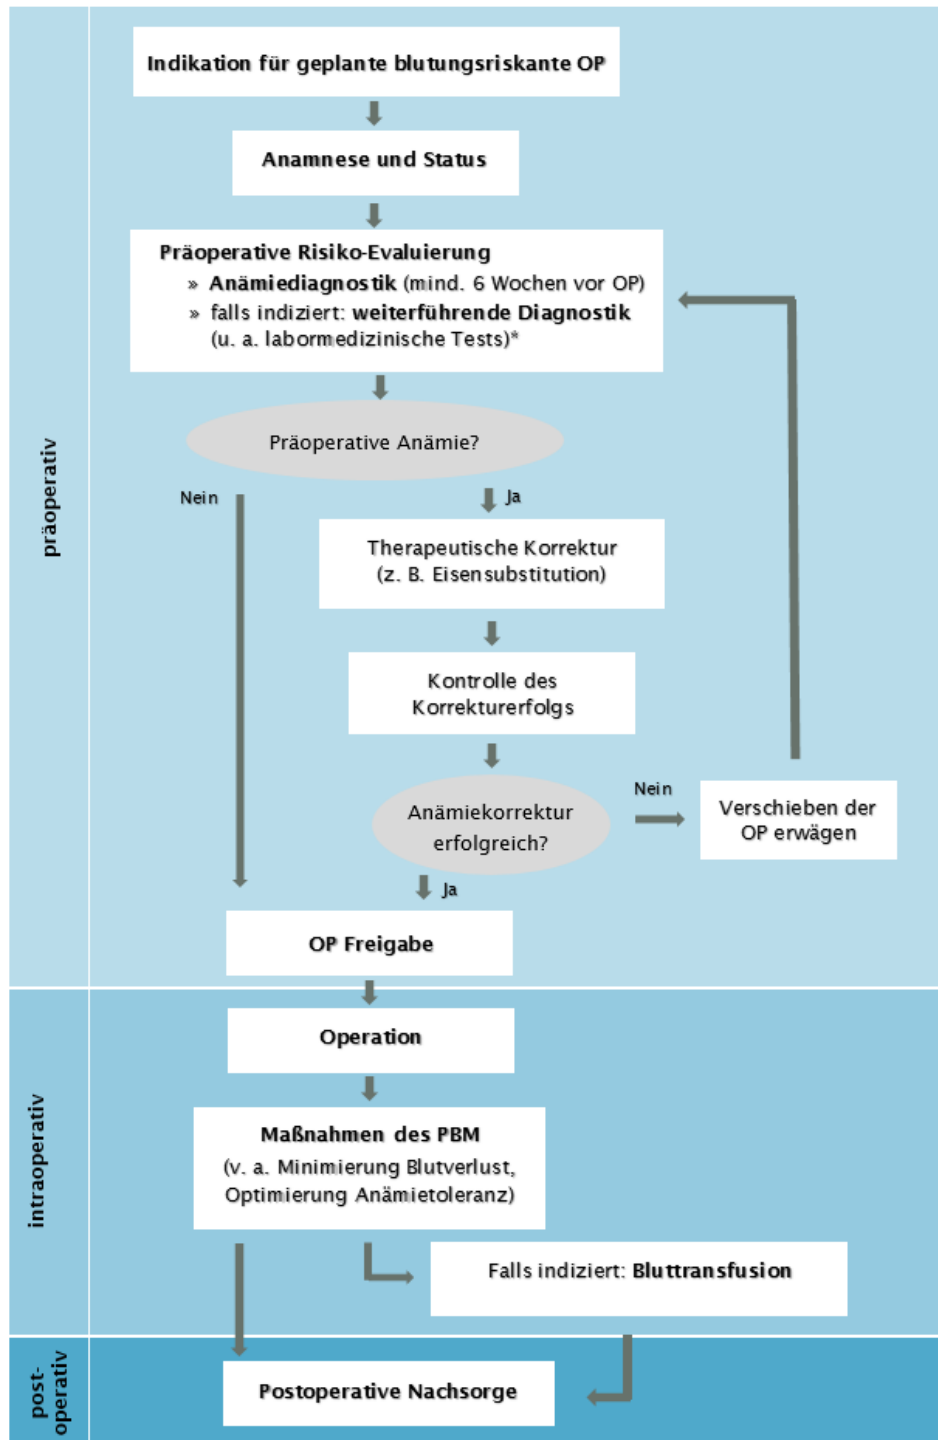 Indikation für geplante blutungsriskante OP
Anamnese und Status
Präoperative Risiko-Evaluierung
» Anämiediagnostik (mind. 6 Wochen vor OP)
» falls indiziert: weiterführende Diagnostik
(u. a. labormedizinische Tests)*
Präoperative Anämie?
Nein
Ja
Therapeutische Korrektur
(z. B. Eisensubstitution)
Kontrolle des
Korrekturerfolgs
Anämiekorrektur
erfolgreich?
Nein
Verschieben der
OP erwägen
Ja
OP Freigabe
präoperativ
Operation
Maßnahmen des PBM
(v. a. Minimierung Blutverlust,
Optimierung Anämietoleranz)
Falls indiziert: Bluttransfusion
intraoperativ
Postoperative Nachsorge
post-
operativ